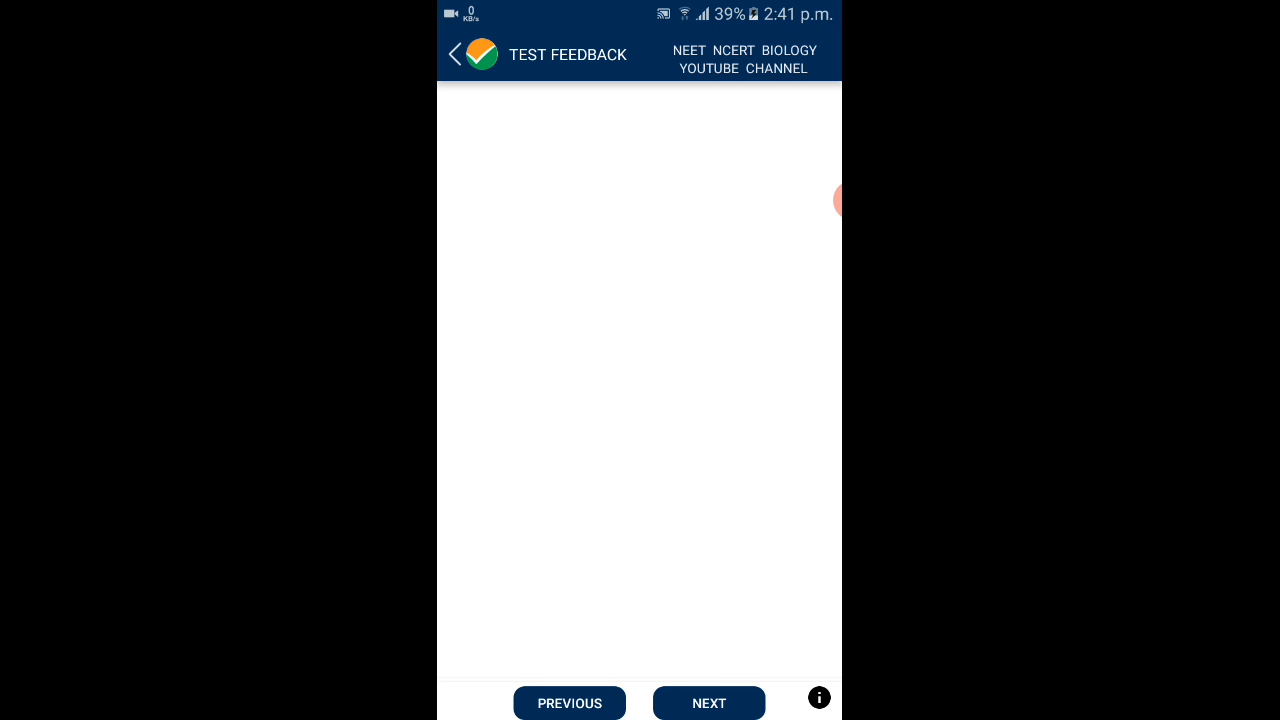 0
KB/s
39%
2:41 p.m.
TEST FEEDBACK
NEET NCERT BIOLOGY
YOUTUBE CHANNEL
PREVIOUS
NEXT
i